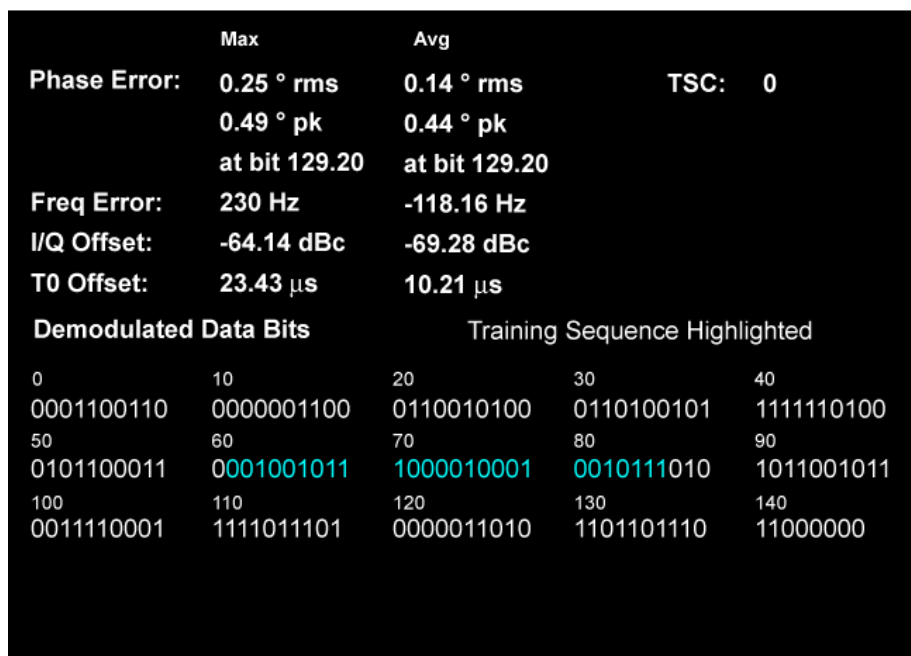 Max Avg
Phase Error: 0.25 ° rms 0.14 ° rms TSC: 0
0.49 ° pk 0.44 ° pk
at bit 129.20 at bit 129.20
Freq Error: 230 Hz -118.16 Hz
I/Q Offset: -64.14 dBc -69.28 dBc
T0 Offset: 23.43 μs 10.21 μs
Demodulated Data Bits Training Sequence Highlighted
0 10 20 30 40
0001100110 0000001100 0110010100 0110100101 1111110100
50 60 70 80 90
0101100011 0001001011 1000010001 0010111010 1011001011
100 110 120 130 140
0011110001 1111011101 0000011010 1101101110 11000000